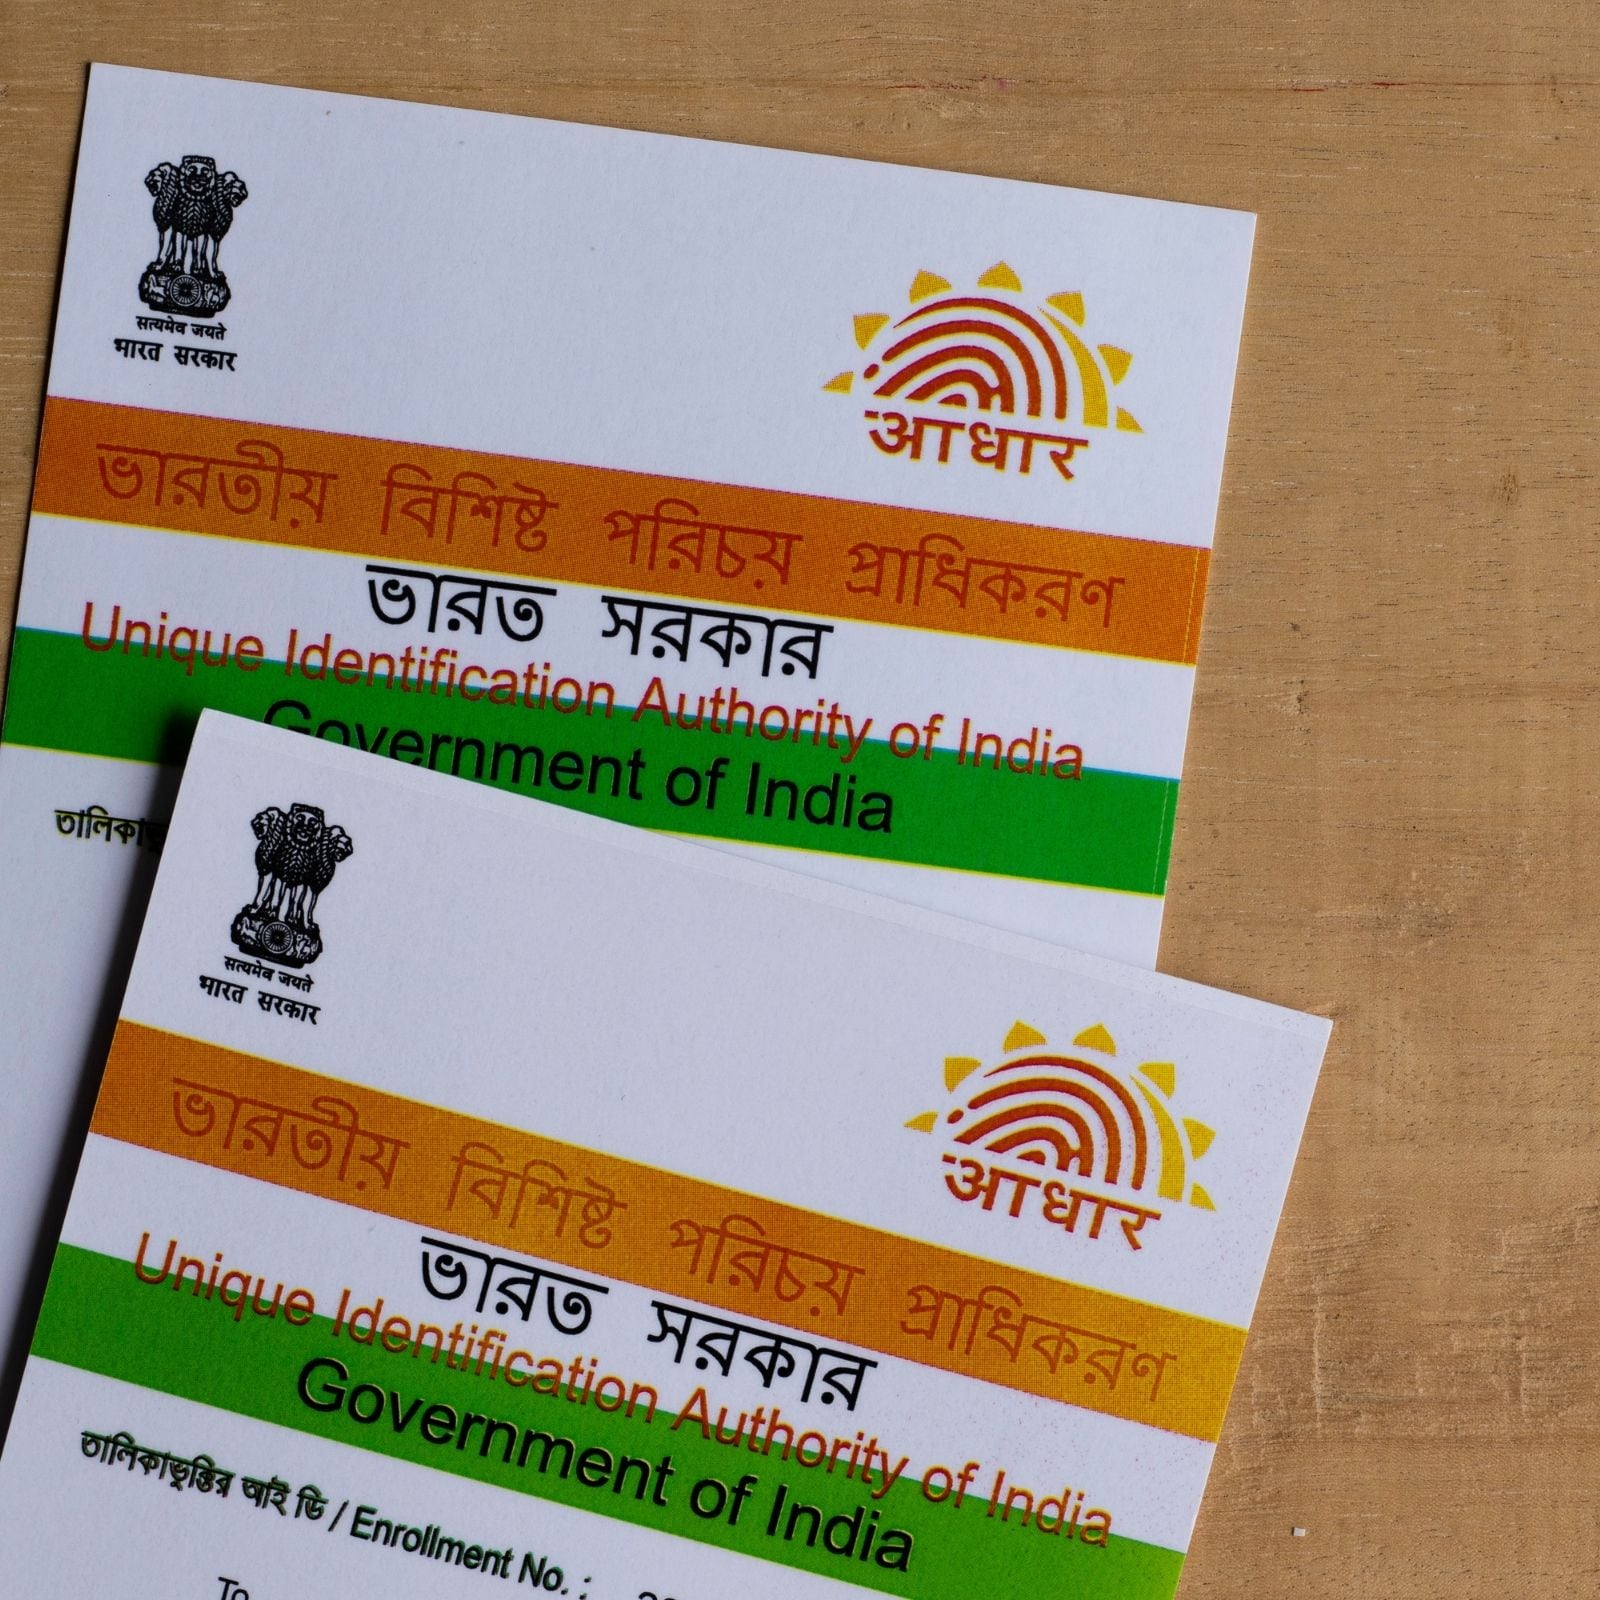 सत्यमेव जयते
भारत सरकार
आधार
ভারতীয় বিশিষ্ট পরিচয় প্রাধিকরণ
ভারত সরকার
Unique Identification Authority of India
Government of India
সত্যমেব জয়তে
भारत सरकार
आधार
ভারতীয় বিশিষ্ট পরিচয় প্রাধিকরণ
ভারত সরকার
Unique Identification Authority of India
Government of India
তালিকাভুক্তির আই ডি / Enrollment No. :
To